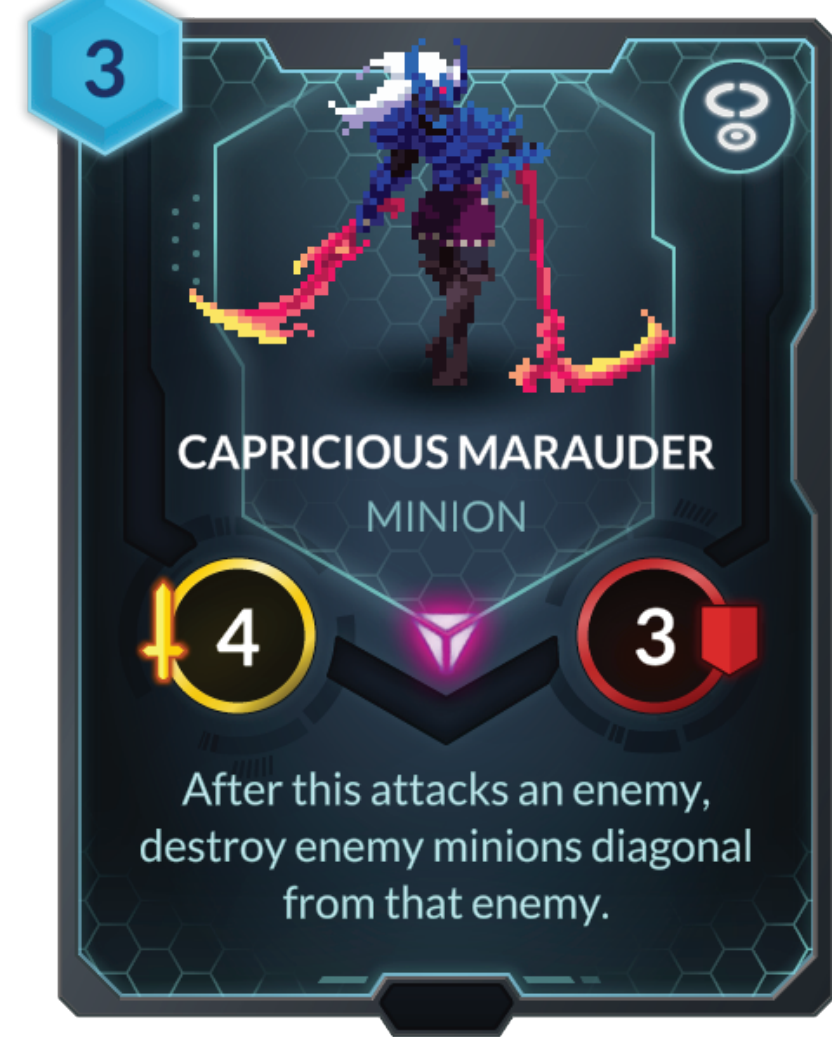 3
CAPRICIOUS MARAUDER
MINION
4
3
After this attacks an enemy,
destroy enemy minions diagonal
from that enemy.